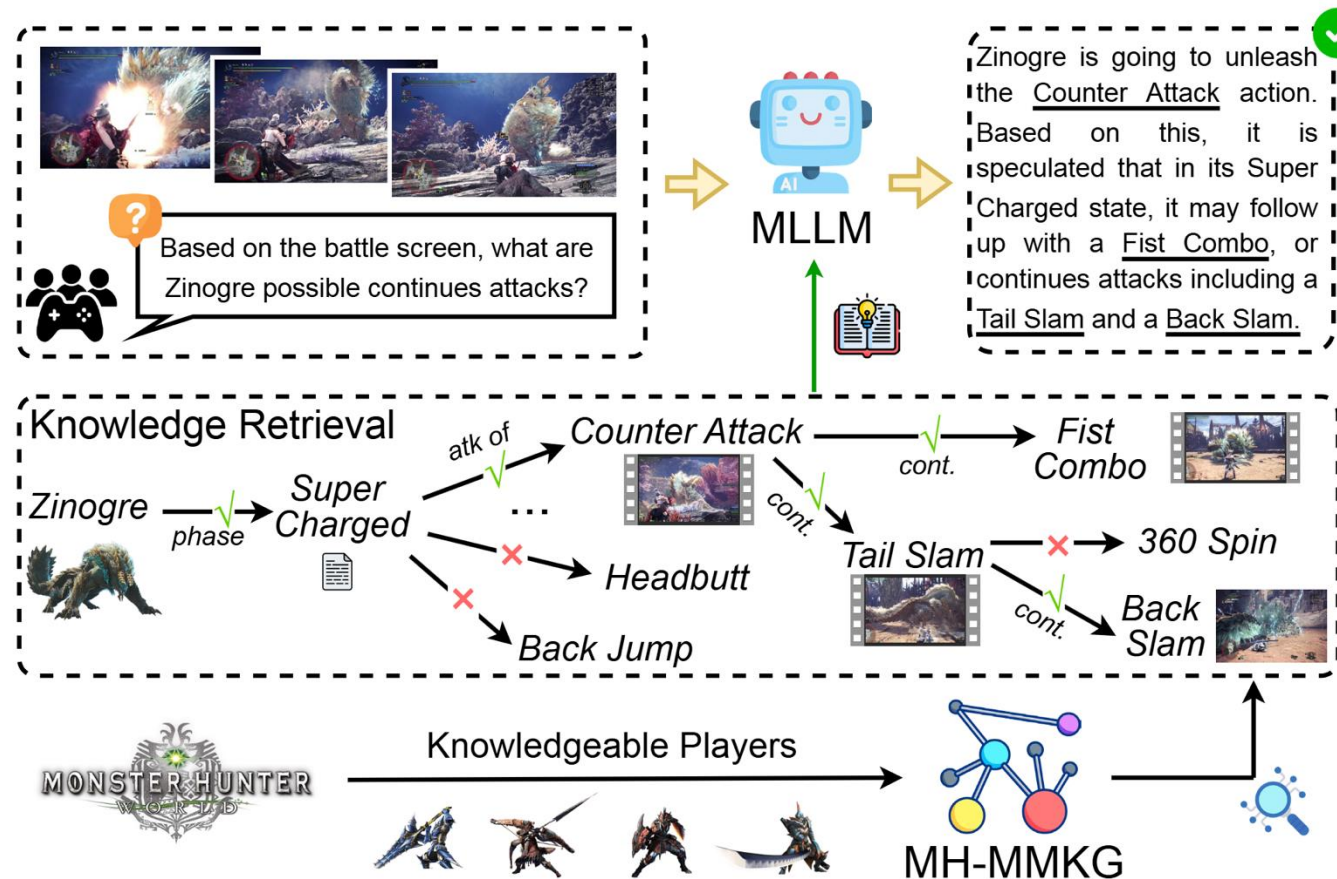 Based on the battle screen, what are
Zinogre possible continues attacks?
?
AI
MLLM
Zinogre is going to unleash
the Counter Attack action.
Based on this, it is
speculated that in its Super
Charged state, it may follow
up with a Fist Combo, or
continues attacks including a
Tail Slam and a Back Slam.
Knowledge Retrieval
Zinogre
phase
Super
Charged
atk of
...
Counter Attack
cont.
Fist
Combo
cont.
Headbutt
Back Jump
Tail Slam
360 Spin
cont.
Back
Slam
MONSTER HUNTER
WORLD
Knowledgeable Players
MH-MMKG